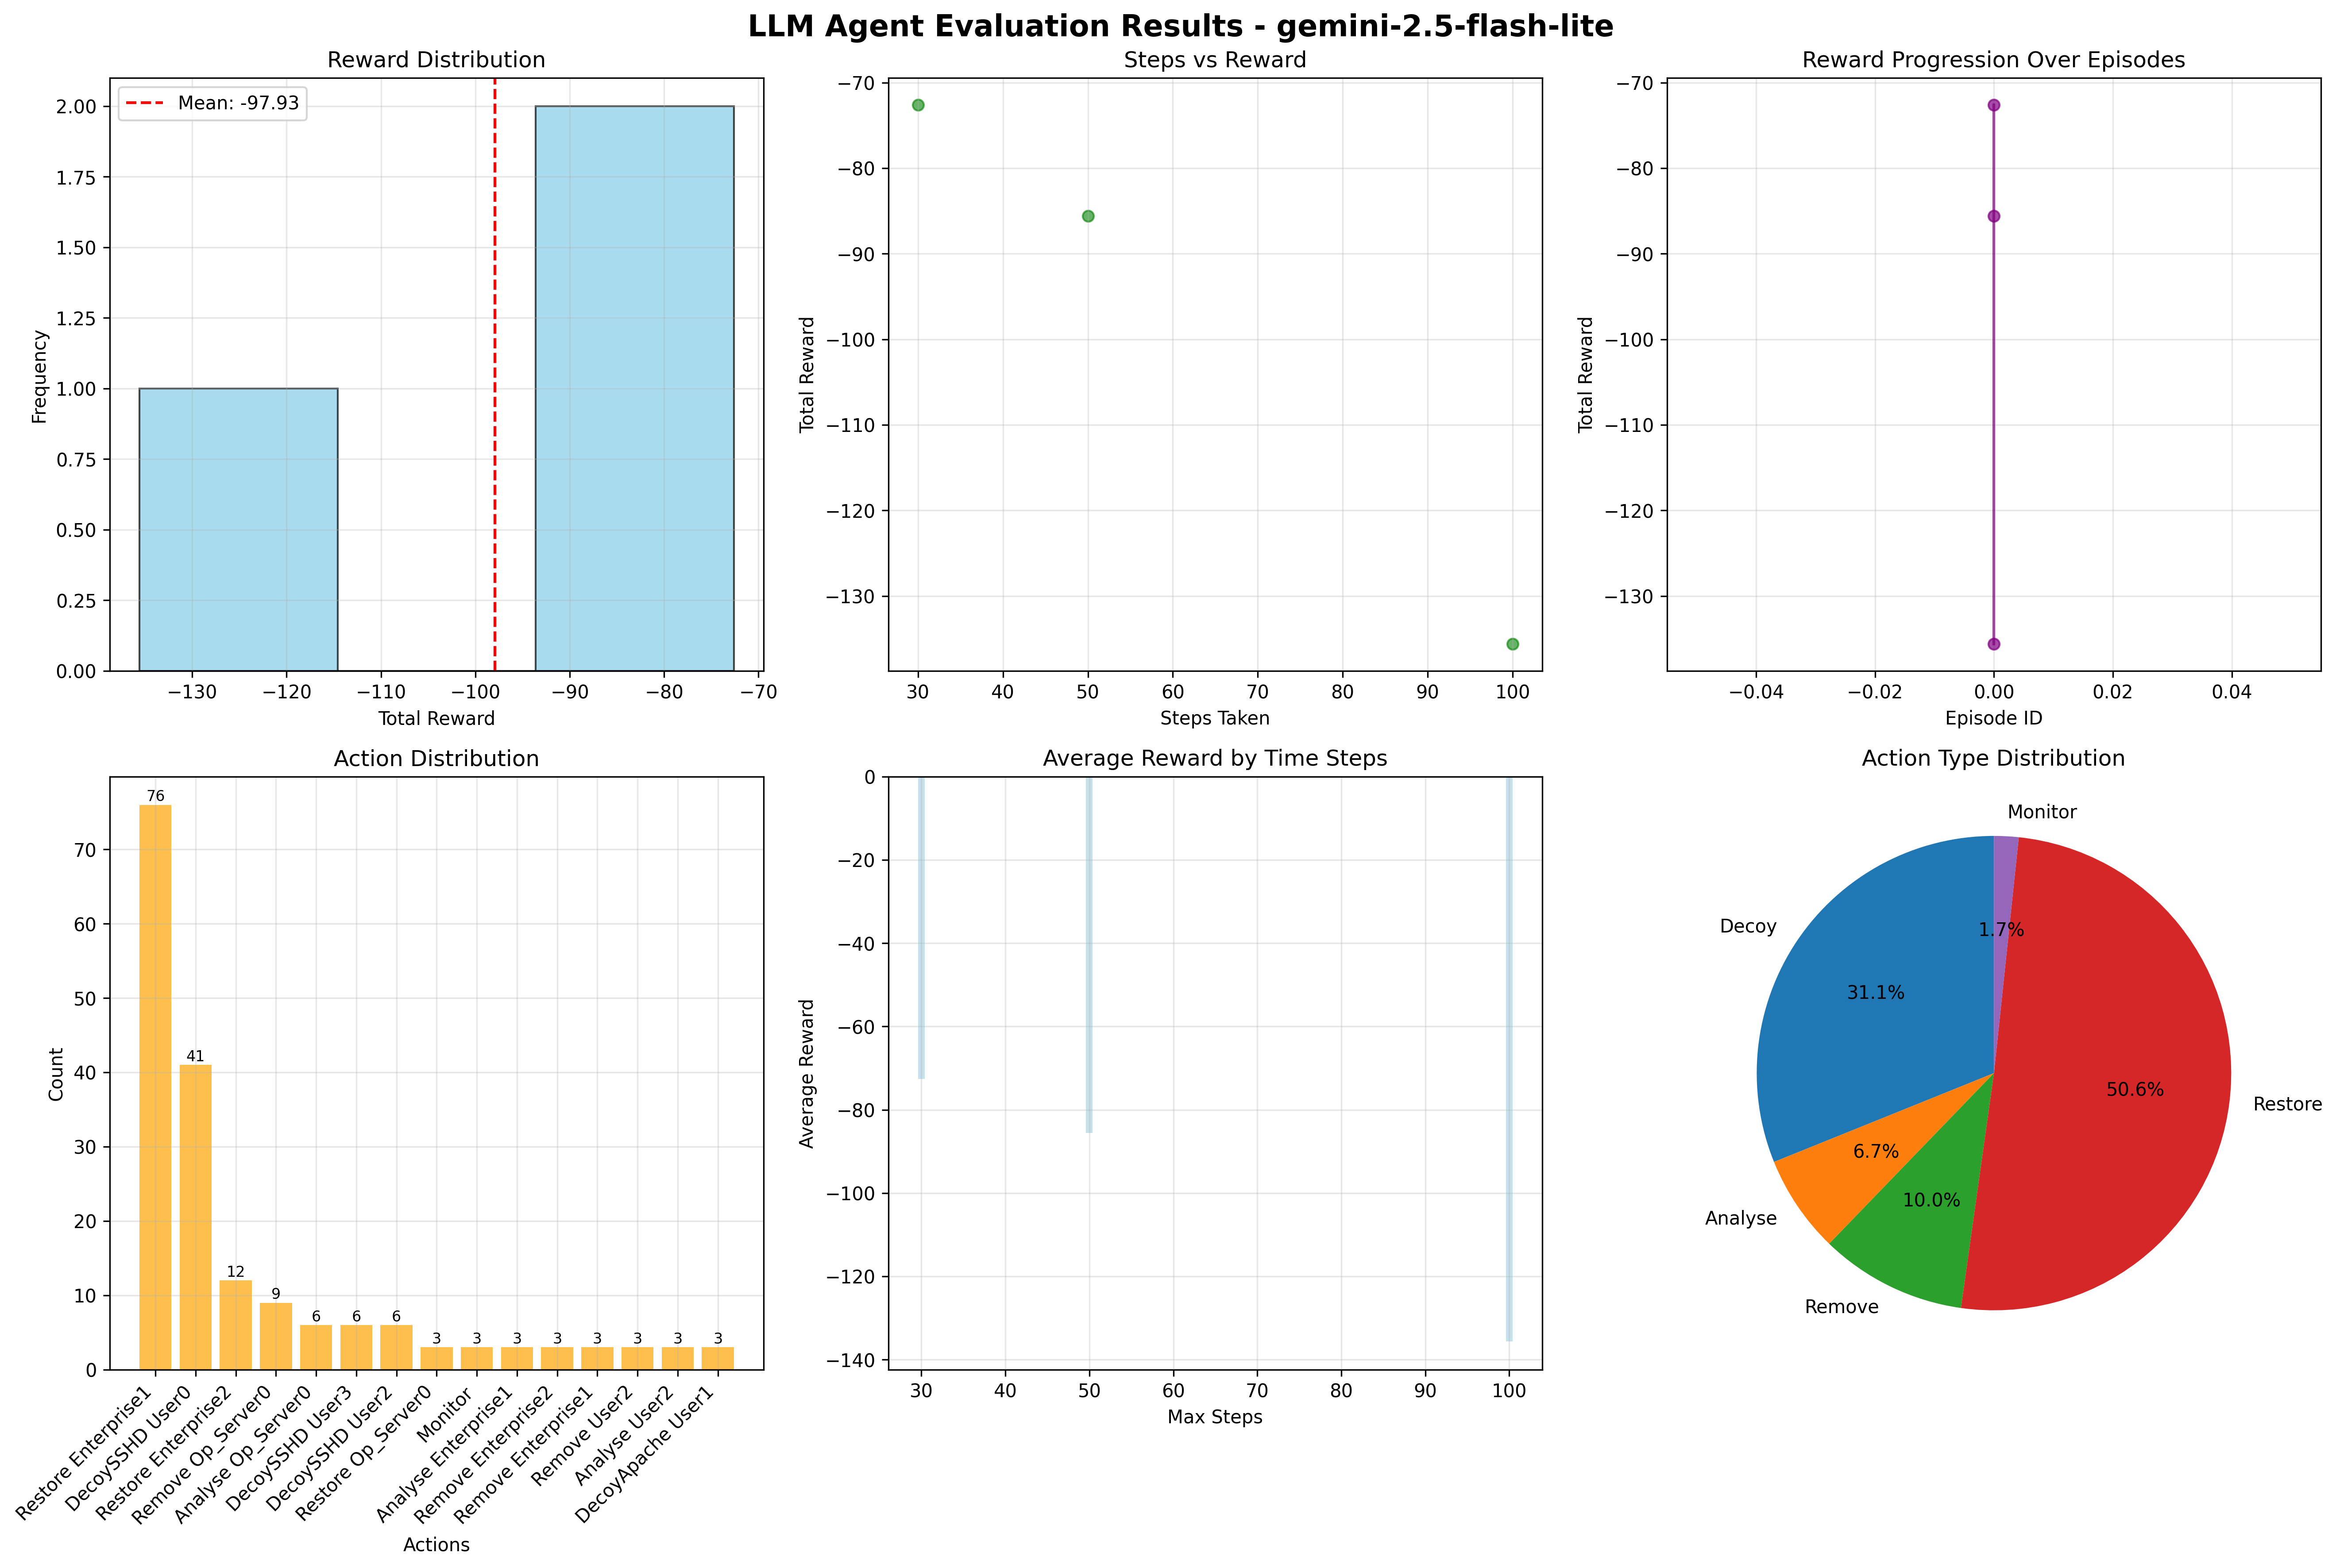 LLM Agent Evaluation Results - gemini-2.5-flash-lite
Reward Distribution
Mean: -97.93
2.00
1.75
1.50
1.25
1.00
0.75
0.50
0.25
0.00
Frequency
−130
−120
−110
−100
−90
−80
−70
Total Reward
Steps vs Reward
−70
−80
−90
−100
−110
−120
−130
Total Reward
30
40
50
60
70
80
90
100
Steps Taken
Reward Progression Over Episodes
−70
−80
−90
−100
−110
−120
−130
Total Reward
−0.04
−0.02
0.00
0.02
0.04
Episode ID
Action Distribution
70
60
50
40
30
20
10
0
Count
76
41
12
9
6
6
6
3
3
3
3
3
3
3
3
Restore Enterprise1
DecoySSHD User0
Restore Enterprise2
Remove Op_Server0
Analyse Op_Server0
DecoySSHD User3
DecoySSHD User2
Restore Op_Server0
Monitor
Analyse Enterprise1
Remove Enterprise2
Remove Enterprise1
Remove User2
Analyse User2
DecoyApache User1
Actions
Average Reward by Time Steps
0
−20
−40
−60
−80
−100
−120
−140
Average Reward
30
40
50
60
70
80
90
100
Max Steps
Action Type Distribution
Monitor
1.7%
Decoy
31.1%
50.6%
Restore
6.7%
Analyse
10.0%
Remove